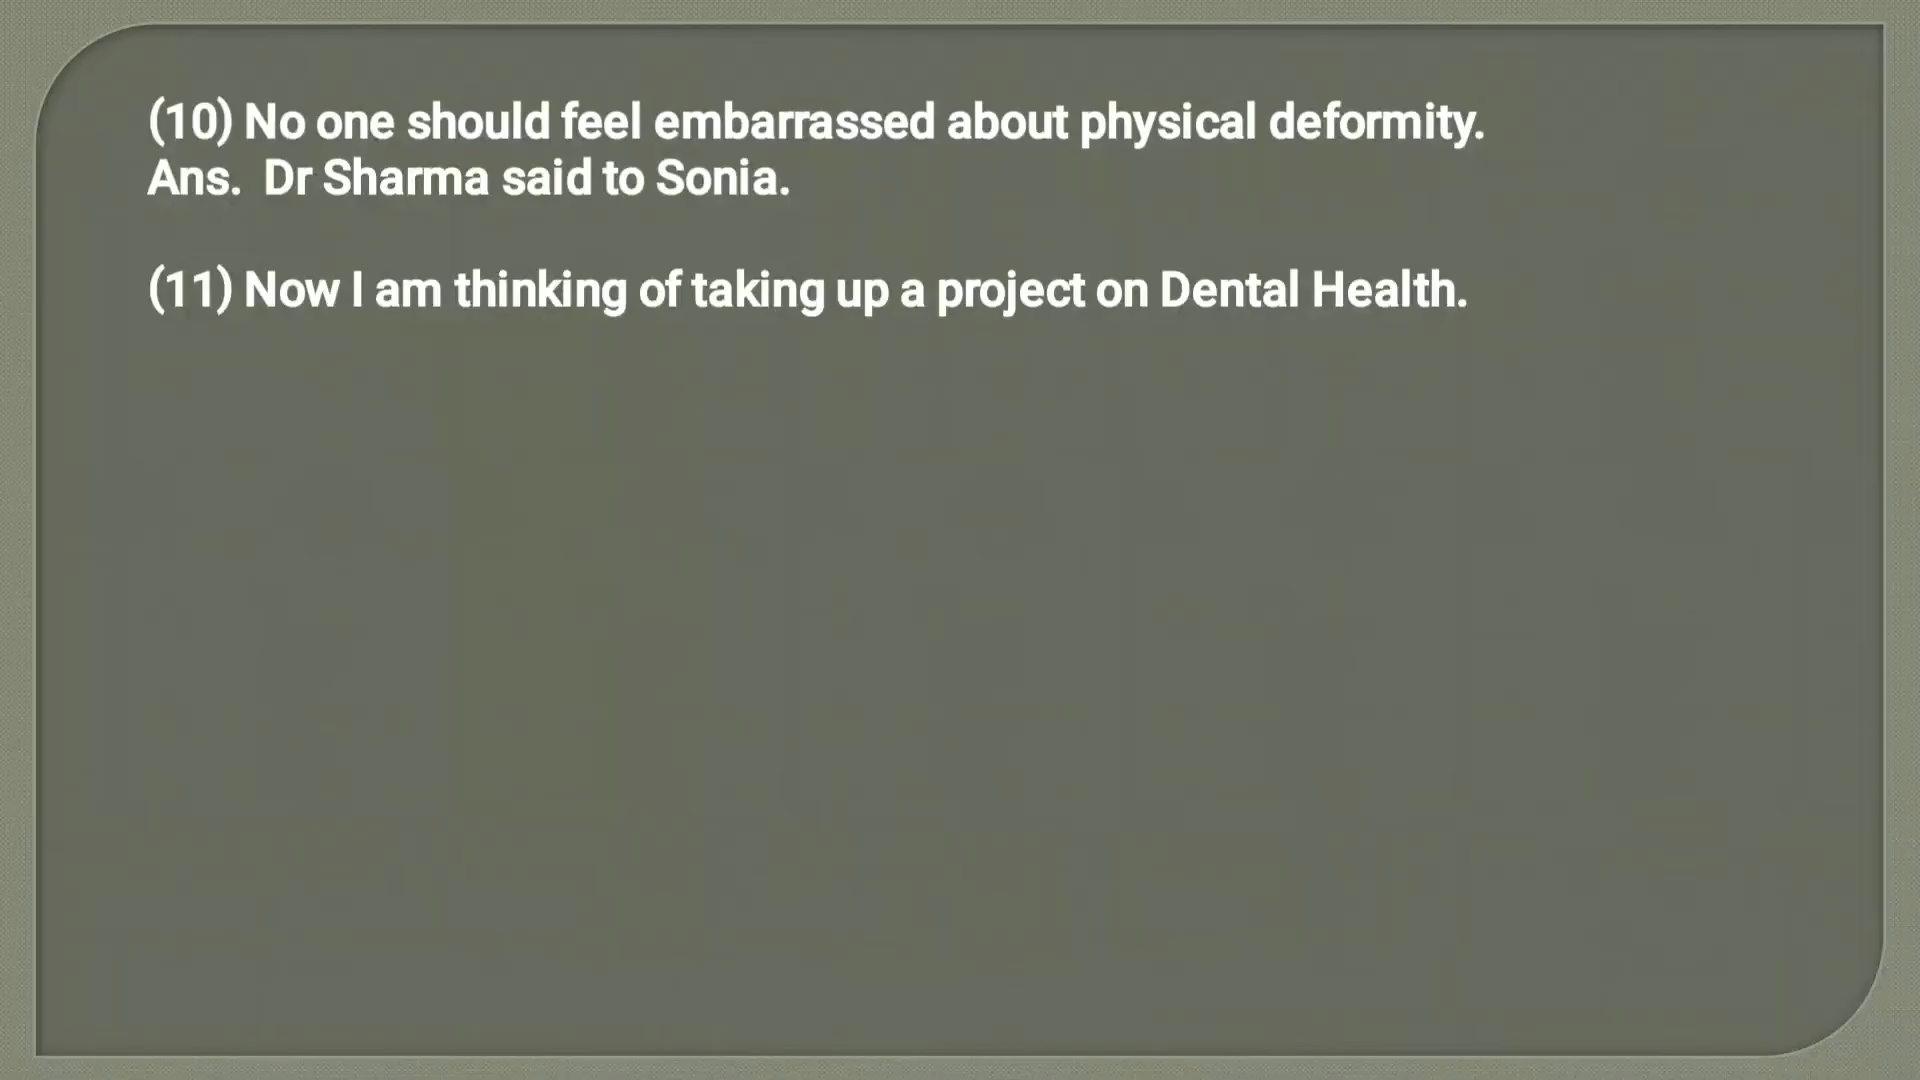 (10) No one should feel embarrassed about physical deformity.
Ans. Dr Sharma said to Sonia.
(11) Now I am thinking of taking up a project on Dental Health.